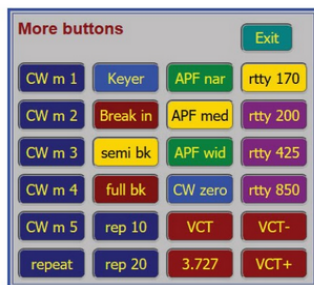 More buttons
Exit
CW m 1 Keyer APF nar rtty 170
CW m 2 Break in APF med rtty 200
CW m 3 semi bk APF wid rtty 425
CW m 4 full bk CW zero rtty 850
CW m 5 rep 10 VCT VCT-
repeat rep 20 3.727 VCT+